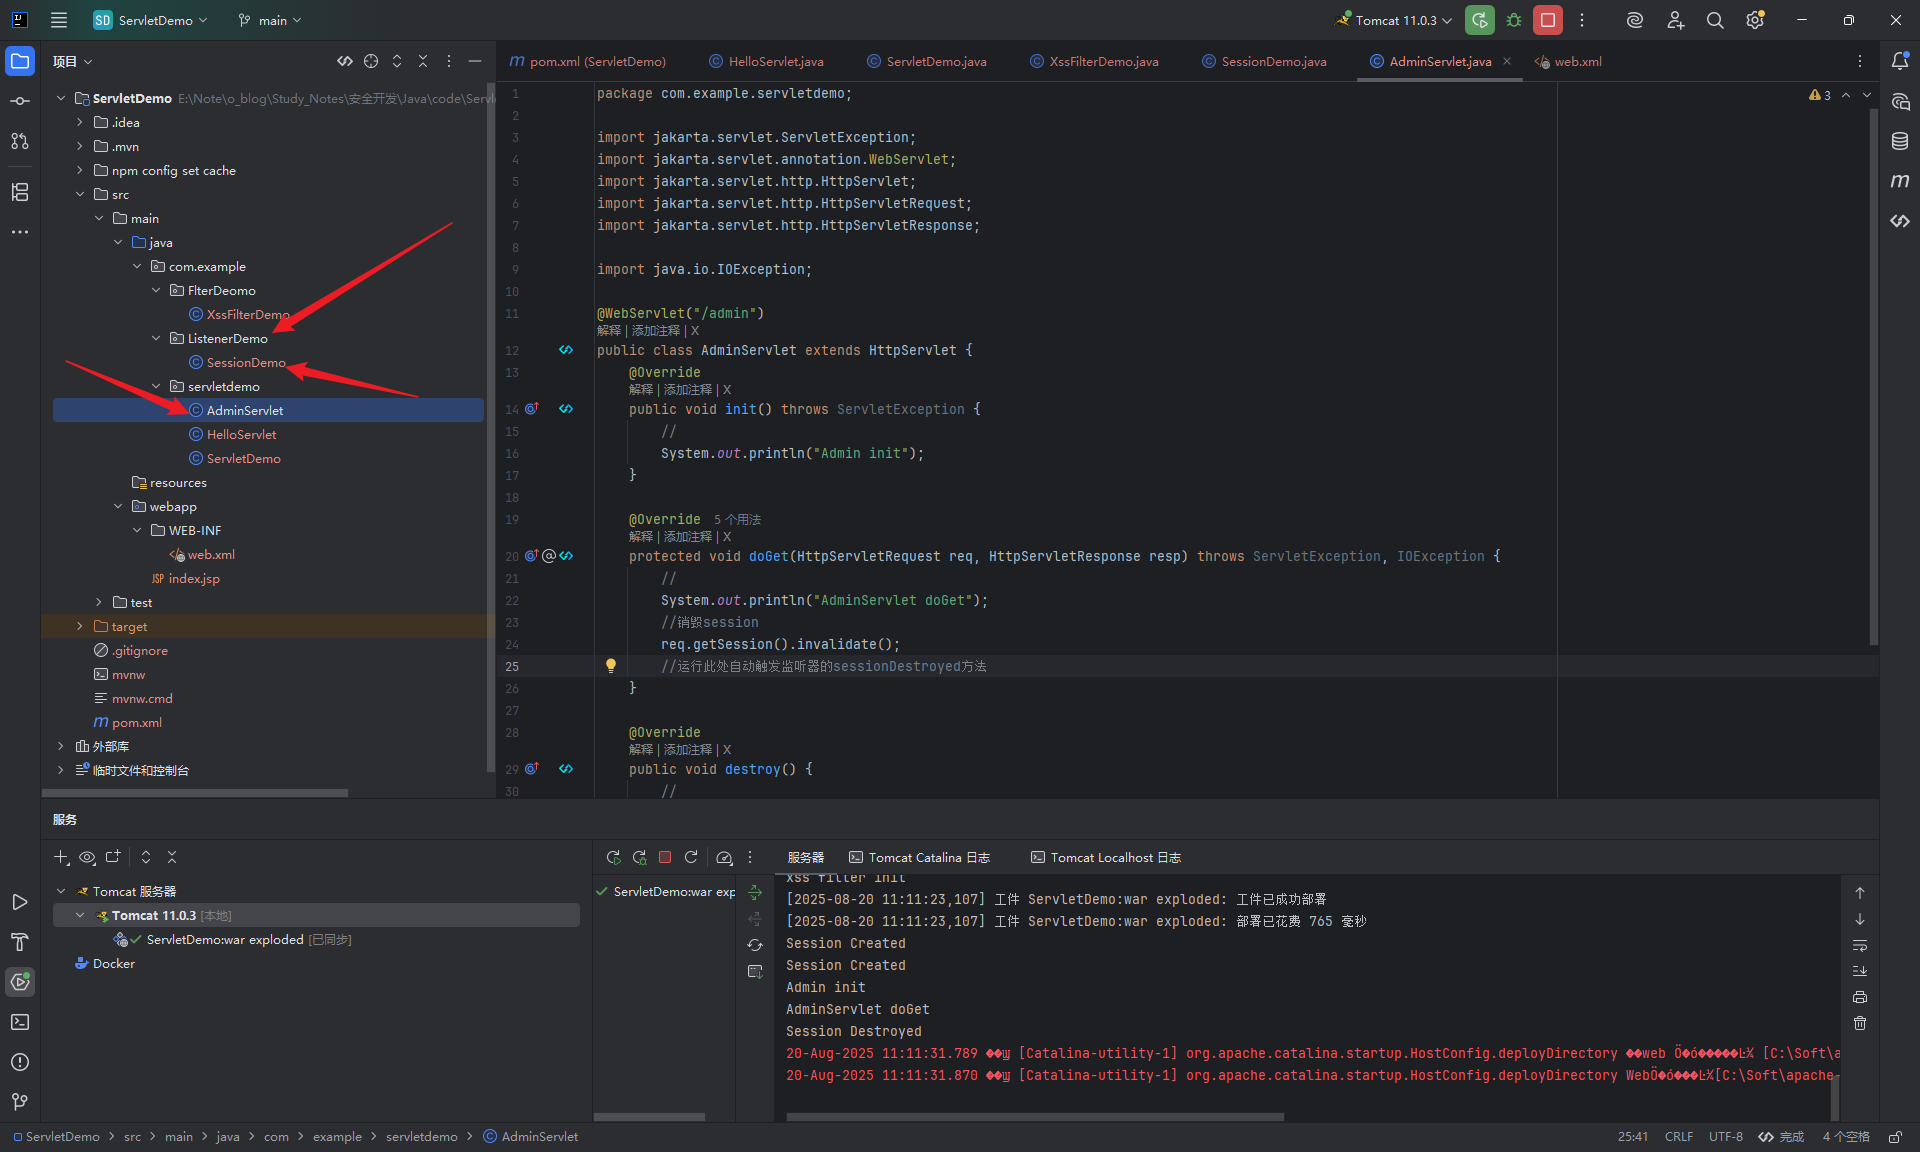 SD ServletDemo main Tomcat 11.0.3
项目
ServletDemo E:\Note\o_blog\Study_Notes\安全开发\Java\code\Servl
.idea
.mvn
npm config set cache
src
main
java
com.example
FlterDeomo
XssFilterDemo
ListenerDemo
SessionDemo
servletdemo
AdminServlet
HelloServlet
ServletDemo
resources
webapp
WEB-INF
web.xml
JSP index.jsp
test
target
.gitignore
mvnw
mvnw.cmd
m pom.xml
外部库
临时文件和控制台
m pom.xml (ServletDemo) HelloServlet.java ServletDemo.java XssFilterDemo.java SessionDemo.java AdminServlet.java web.xml
3
1 package com.example.servletdemo;
2
3 import jakarta.servlet.ServletException;
4 import jakarta.servlet.annotation.WebServlet;
5 import jakarta.servlet.http.HttpServlet;
6 import jakarta.servlet.http.HttpServletRequest;
7 import jakarta.servlet.http.HttpServletResponse;
8
9 import java.io.IOException;
10
11 @WebServlet("/admin")
解释 | 添加注释 | X
12 public class AdminServlet extends HttpServlet {
13 @Override
解释 | 添加注释 | X
14 public void init() throws ServletException {
15 //
16 System.out.println("Admin init");
17 }
18
19 @Override 5 个用法
解释 | 添加注释 | X
20 protected void doGet(HttpServletRequest req, HttpServletResponse resp) throws ServletException, IOException {
21 //
22 System.out.println("AdminServlet doGet");
23 //销毁session
24 req.getSession().invalidate();
25 //运行此处自动触发监听器的sessionDestroyed方法
26 }
27
28 @Override
解释 | 添加注释 | X
29 public void destroy() {
30 //
服务
Tomcat 服务器
Tomcat 11.0.3 [本地]
ServletDemo:war exploded [已同步]
Docker
服务器 Tomcat Catalina 日志 Tomcat Localhost 日志
ServletDemo:war exp
xss filter init
[2025-08-20 11:11:23,107] 工件 ServletDemo:war exploded: 工件已成功部署
[2025-08-20 11:11:23,107] 工件 ServletDemo:war exploded: 部署已花费 765 毫秒
Session Created
Session Created
Admin init
AdminServlet doGet
Session Destroyed
20-Aug-2025 11:11:31.789 [Catalina-utility-1] org.apache.catalina.startup.HostConfig.deployDirectory [C:\Soft\a
20-Aug-2025 11:11:31.870 [Catalina-utility-1] org.apache.catalina.startup.HostConfig.deployDirectory [C:\Soft\apache-
ServletDemo > src > main > java > com > example > servletdemo > AdminServlet
25:41 CRLF UTF-8 完成 4 个空格